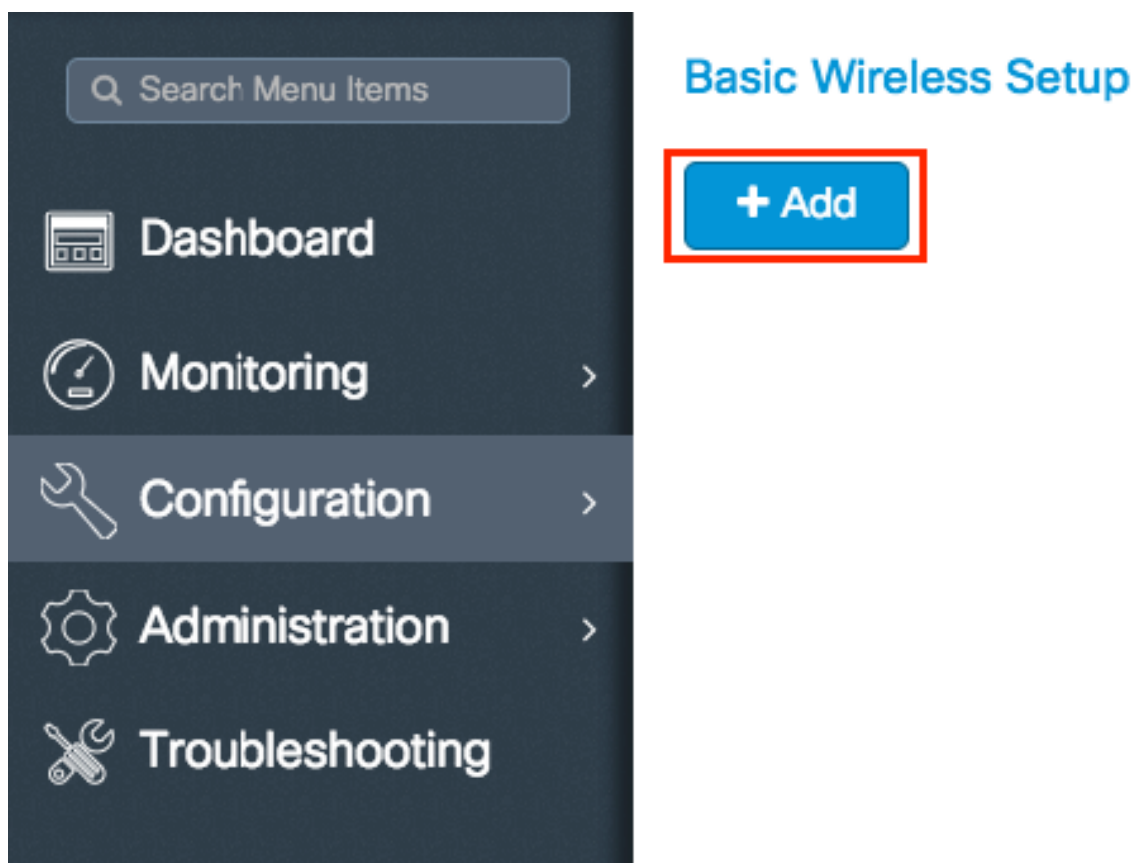 Search Menu Items
Dashboard
Monitoring
Configuration
Administration
Troubleshooting
Basic Wireless Setup
+ Add